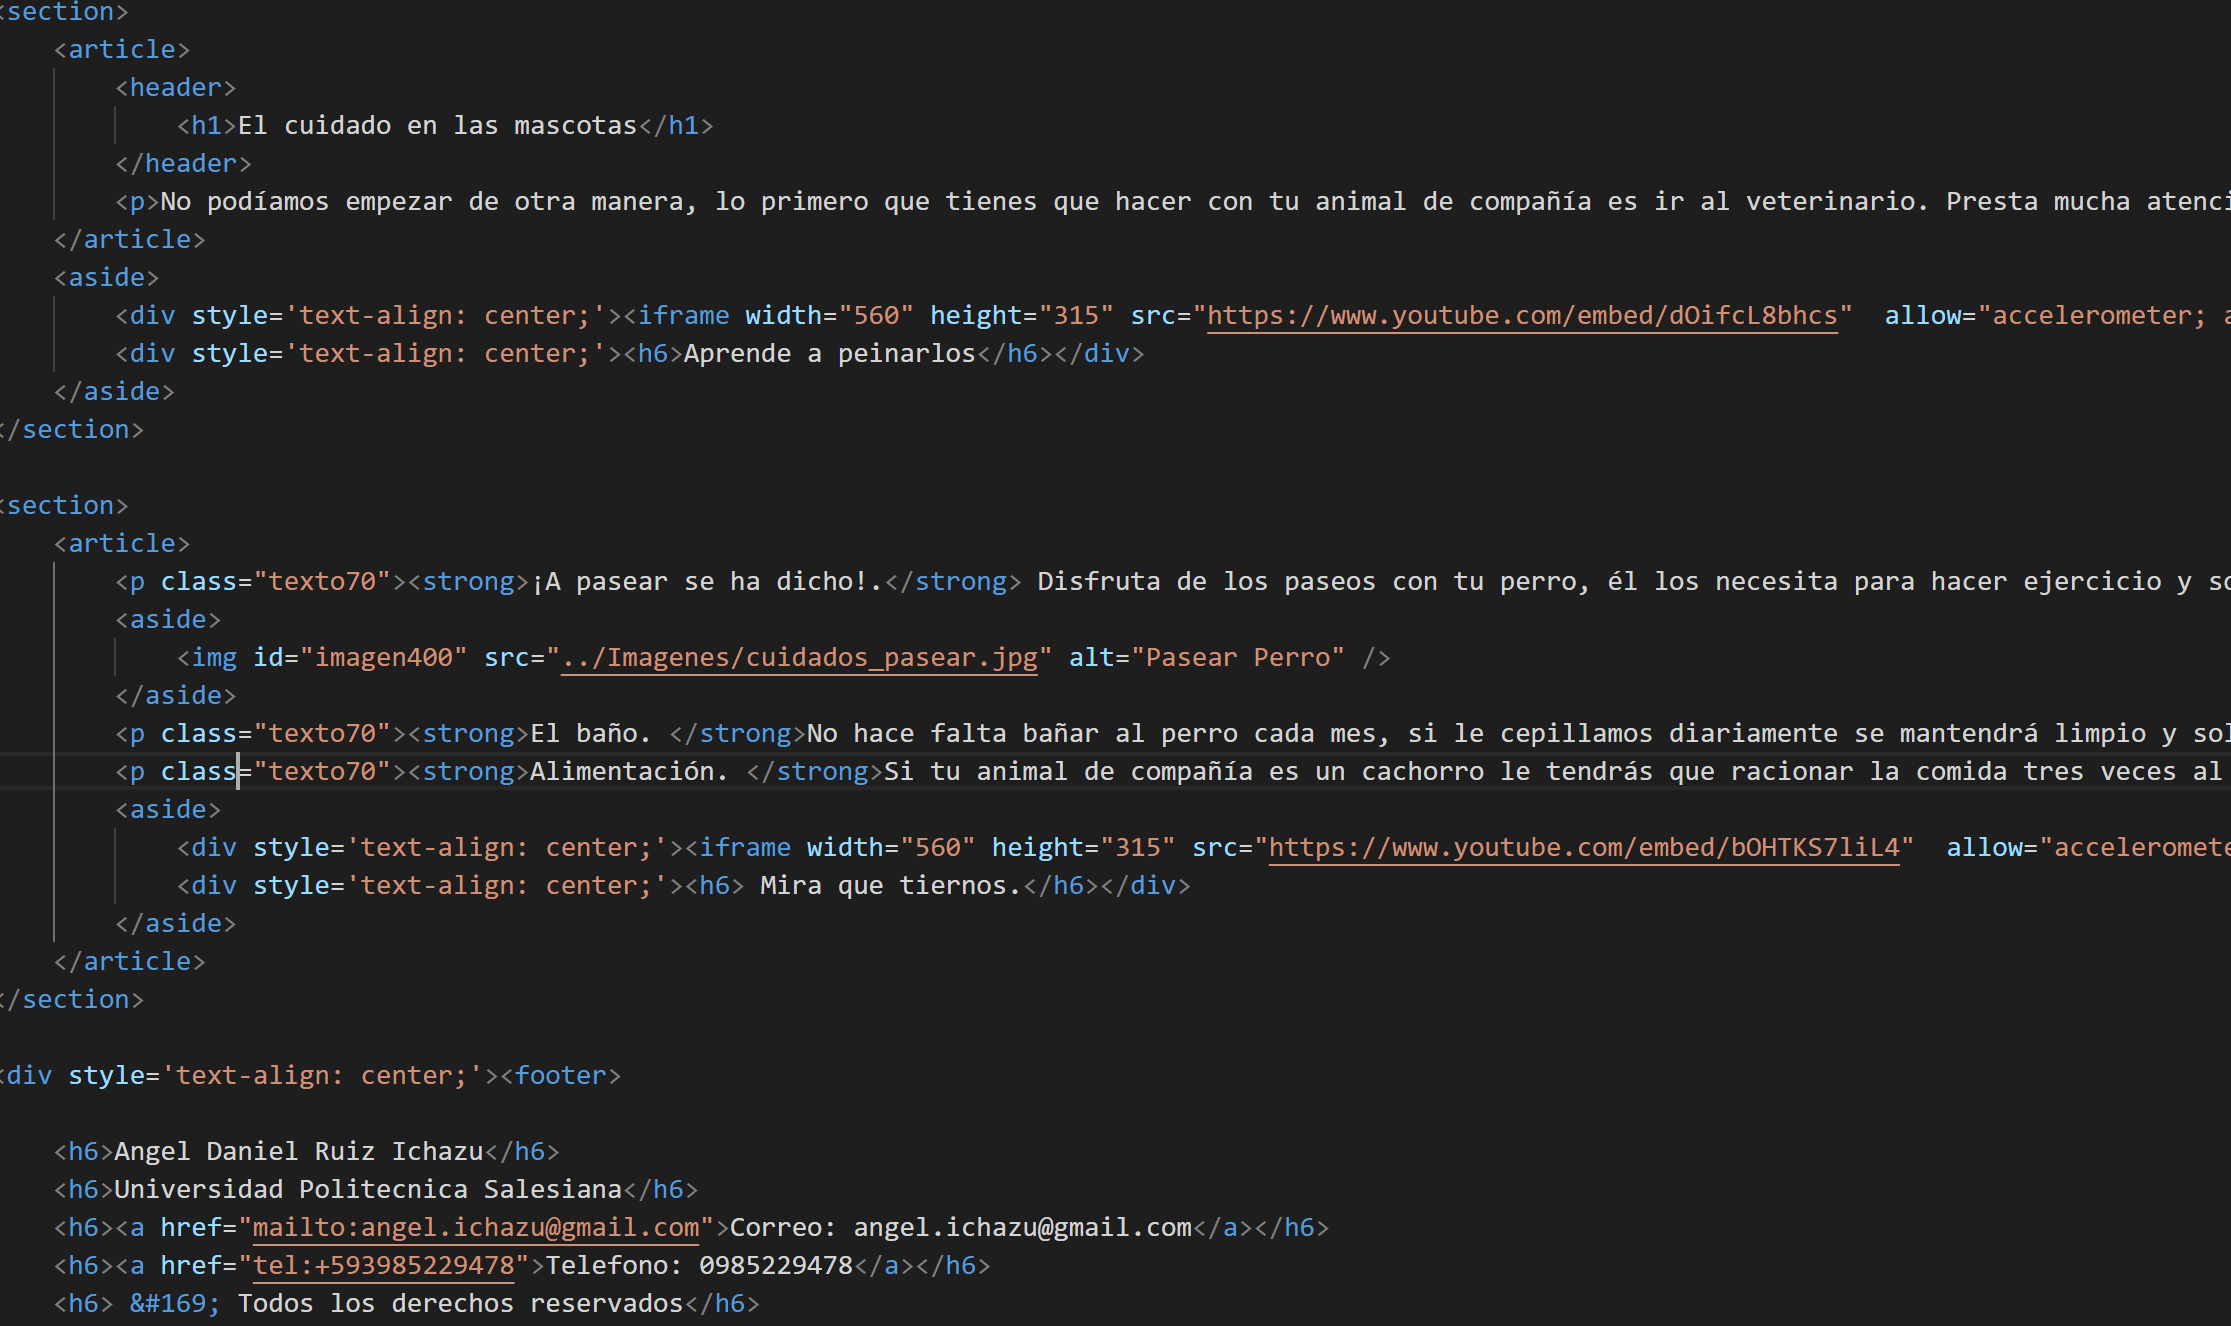 <section>
<article>
<header>
<h1>El cuidado en las mascotas</h1>
</header>
<p>No podíamos empezar de otra manera, lo primero que tienes que hacer con tu animal de compañía es ir al veterinario. Presta mucha atenci
</article>
<aside>
<div style='text-align: center;'><iframe width="560" height="315" src="https://www.youtube.com/embed/dOifcL8bhcs"  allow="accelerometer; a
<div style='text-align: center;'><h6>Aprende a peinarlos</h6></div>
</aside>
</section>
<section>
<article>
<p class="texto70"><strong>¡A pasear se ha dicho!.</strong> Disfruta de los paseos con tu perro, él los necesita para hacer ejercicio y so
<aside>
<img id="imagen400" src="../Imagenes/cuidados_pasear.jpg" alt="Pasear Perro" />
</aside>
<p class="texto70"><strong>El baño. </strong>No hace falta bañar al perro cada mes, si le cepillamos diariamente se mantendrá limpio y sol
<p class="texto70"><strong>Alimentación. </strong>Si tu animal de compañía es un cachorro le tendrás que racionar la comida tres veces al
<aside>
<div style='text-align: center;'><iframe width="560" height="315" src="https://www.youtube.com/embed/bOHTKS7liL4"  allow="acceleromete
<div style='text-align: center;'><h6> Mira que tiernos.</h6></div>
</aside>
</article>
</section>
<div style='text-align: center;'><footer>
<h6>Angel Daniel Ruiz Ichazu</h6>
<h6>Universidad Politecnica Salesiana</h6>
<h6><a href="mailto:angel.ichazu@gmail.com">Correo: angel.ichazu@gmail.com</a></h6>
<h6><a href="tel:+593985229478">Telefono: 0985229478</a></h6>
<h6> &#169; Todos los derechos reservados</h6>